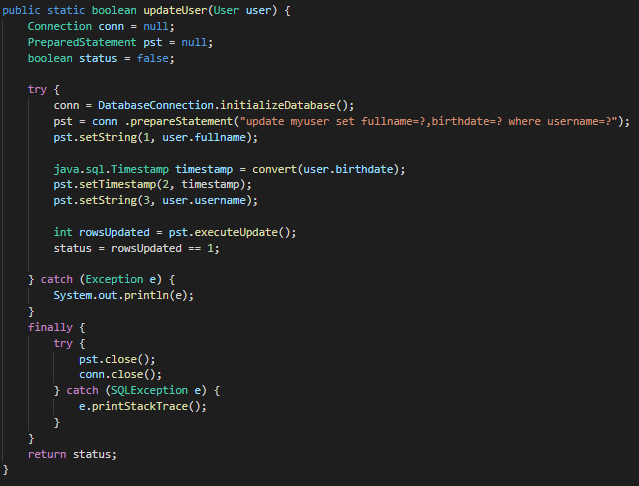 public static boolean updateUser(User user) {
    Connection conn = null;
    PreparedStatement pst = null;
    boolean status = false;

    try {
        conn = DatabaseConnection.initializeDatabase();
        pst = conn .prepareStatement("update myuser set fullname=?,birthdate=? where username=?");
        pst.setString(1, user.fullname);

        java.sql.Timestamp timestamp = convert(user.birthdate);
        pst.setTimestamp(2, timestamp);
        pst.setString(3, user.username);

        int rowsUpdated = pst.executeUpdate();
        status = rowsUpdated == 1;

    } catch (Exception e) {
        System.out.println(e);
    }
    finally {
        try {
            pst.close();
            conn.close();
        } catch (SQLException e) {
            e.printStackTrace();
        }
    }
    return status;
}